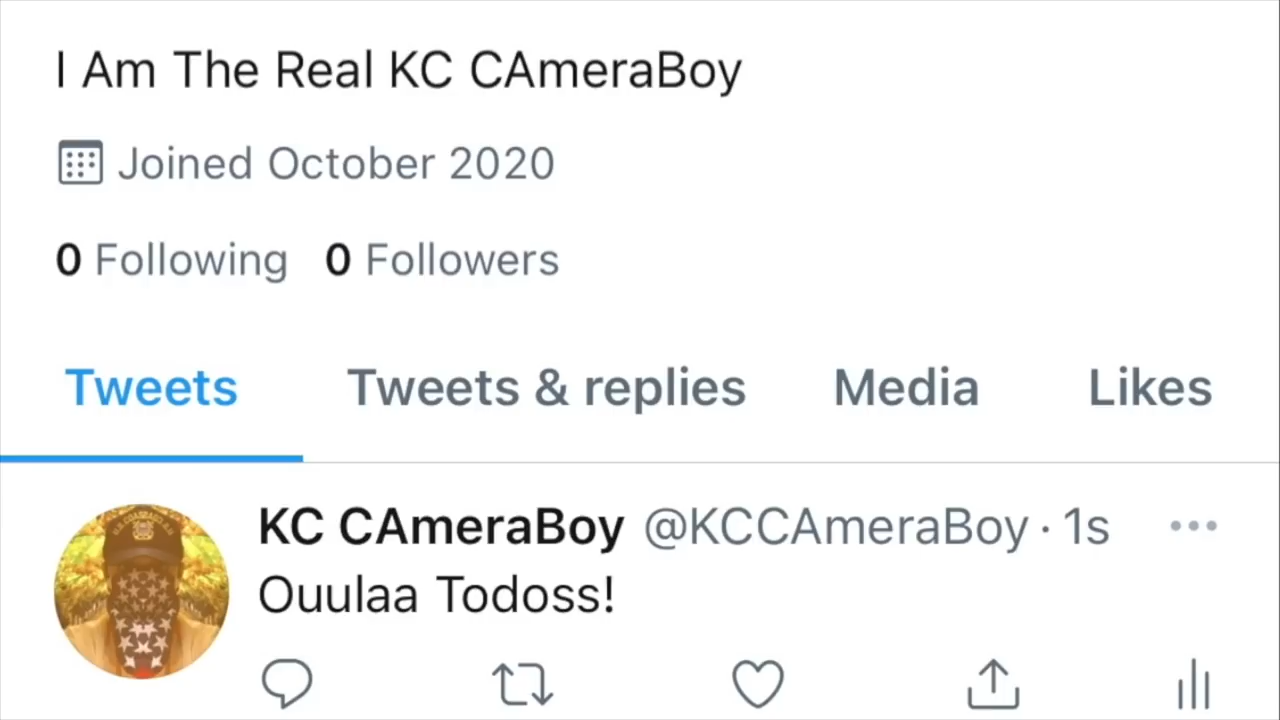 I Am The Real KC CAmeraBoy
Joined October 2020
0 Following 0 Followers
Tweets Tweets & replies Media Likes
KC CAmeraBoy @KCCAmeraBoy · 1s
Ouulaa Todoss!